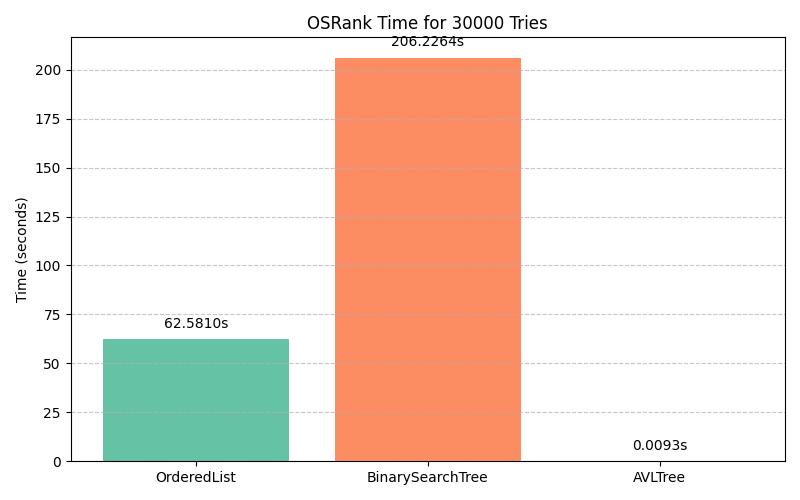 OSRank Time for 30000 Tries
206.2264s
200
175
150
125
100
75
50
25
0
Time (seconds)
62.5810s
0.0093s
OrderedList
BinarySearchTree
AVLTree